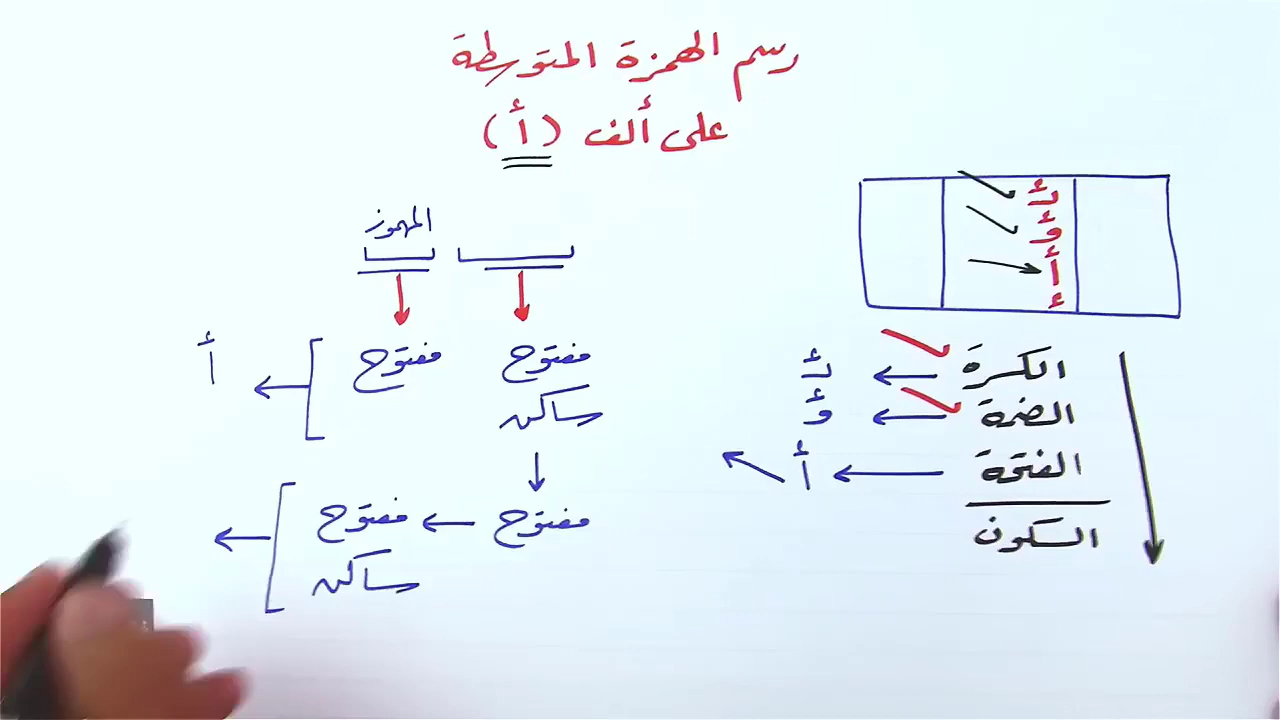 رسم الهمزة المتوسطة
على ألف (أ)
ئ
ؤ
أ
ء
الكسرة ← ئ
الضمة ← ؤ
الفتحة ← أ
السكون
المهموز
مفتوح مفتوح أ
ساكن
مفتوح ← مفتوح
ساكن